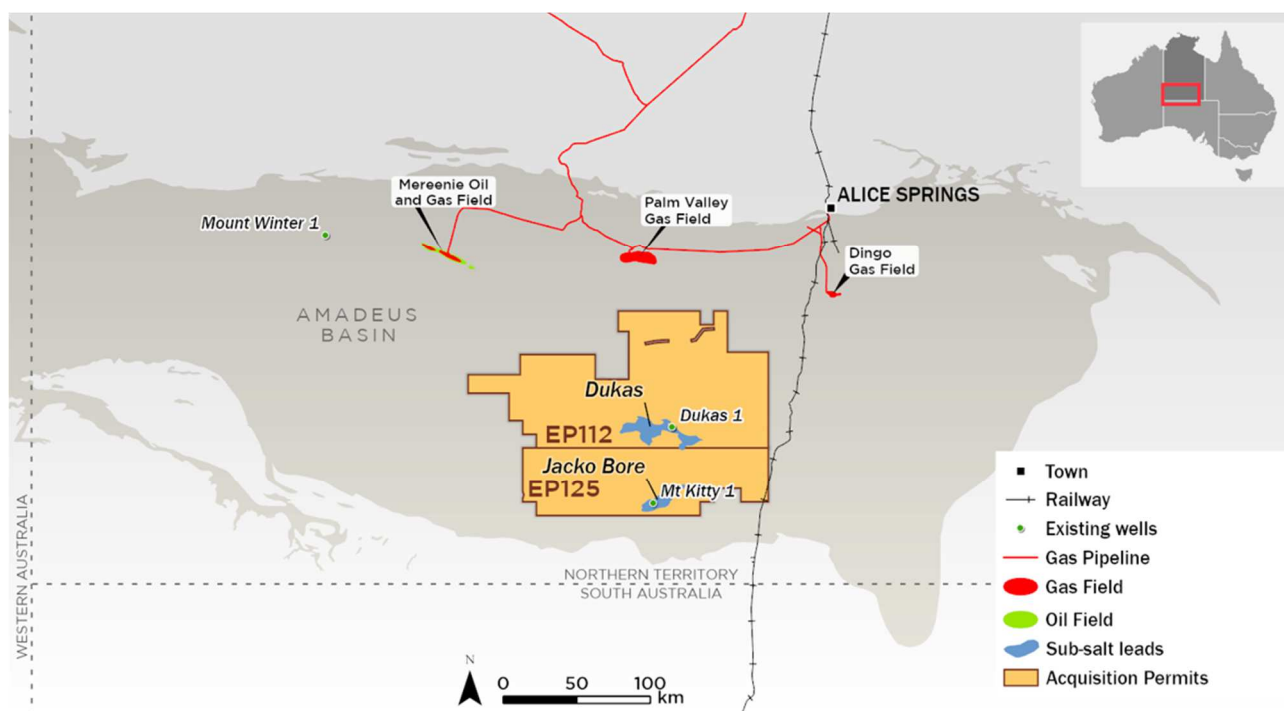 Mereenie Oil
and Gas Field
Mount Winter 1
Palm Valley
Gas Field
ALICE SPRINGS
Dingo
Gas Field
AMADEUS
BASIN
Dukas
Dukas 1
EP112
Jacko Bore
EP125
Mt Kitty 1
WESTERN AUSTRALIA
NORTHERN TERRITORY
SOUTH AUSTRALIA
N
0 50 100
km
Town
Railway
Existing wells
Gas Pipeline
Gas Field
Oil Field
Sub-salt leads
Acquisition Permits